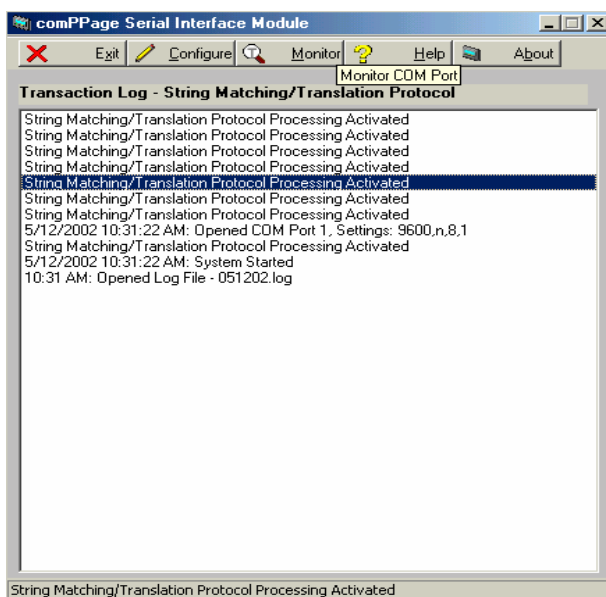 comPPage Serial Interface Module
Exit Configure Monitor Help About
Monitor COM Port
Transaction Log - String Matching/Translation Protocol
String Matching/Translation Protocol Processing Activated
String Matching/Translation Protocol Processing Activated
String Matching/Translation Protocol Processing Activated
String Matching/Translation Protocol Processing Activated
String Matching/Translation Protocol Processing Activated
String Matching/Translation Protocol Processing Activated
String Matching/Translation Protocol Processing Activated
5/12/2002 10:31:22 AM: Opened COM Port 1, Settings: 9600,n,8,1
String Matching/Translation Protocol Processing Activated
5/12/2002 10:31:22 AM: System Started
10:31 AM: Opened Log File - 051202.log
String Matching/Translation Protocol Processing Activated